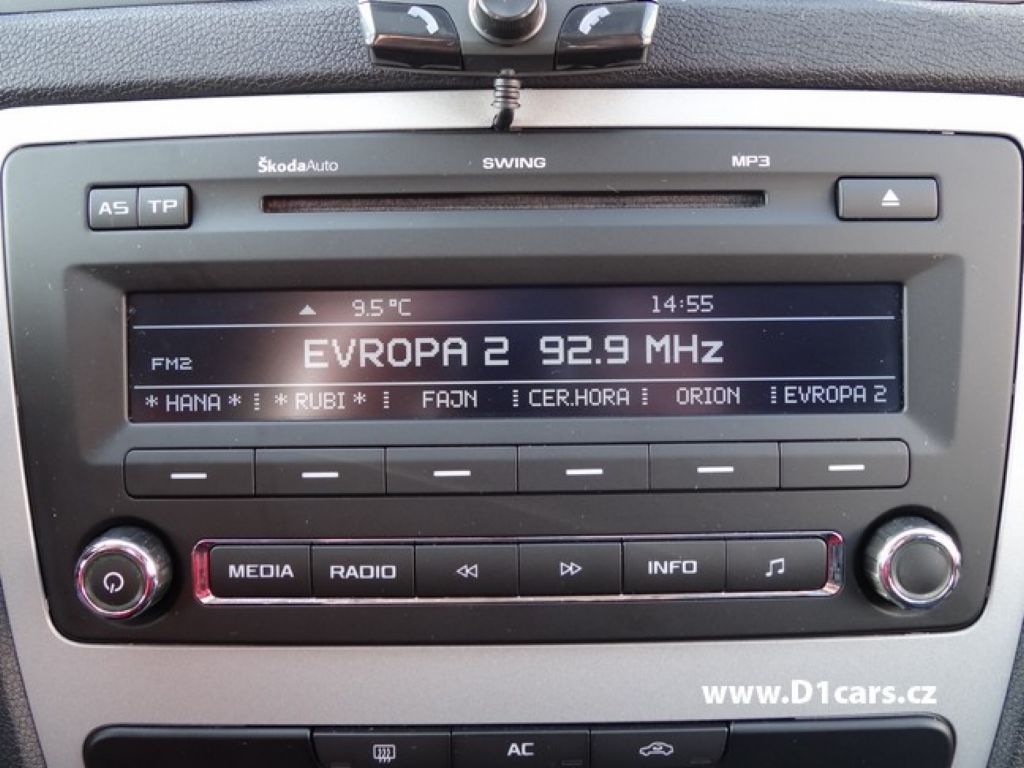 ŠkodaAuto SWING MP3
AS TP
9.5°C 14:55
FM2 EVROPA 2 92.9 MHz
*HANA* *RUBI* FAJN CER.HORA ORION EVROPA 2
MEDIA RADIO INFO
www.D1cars.cz
AC